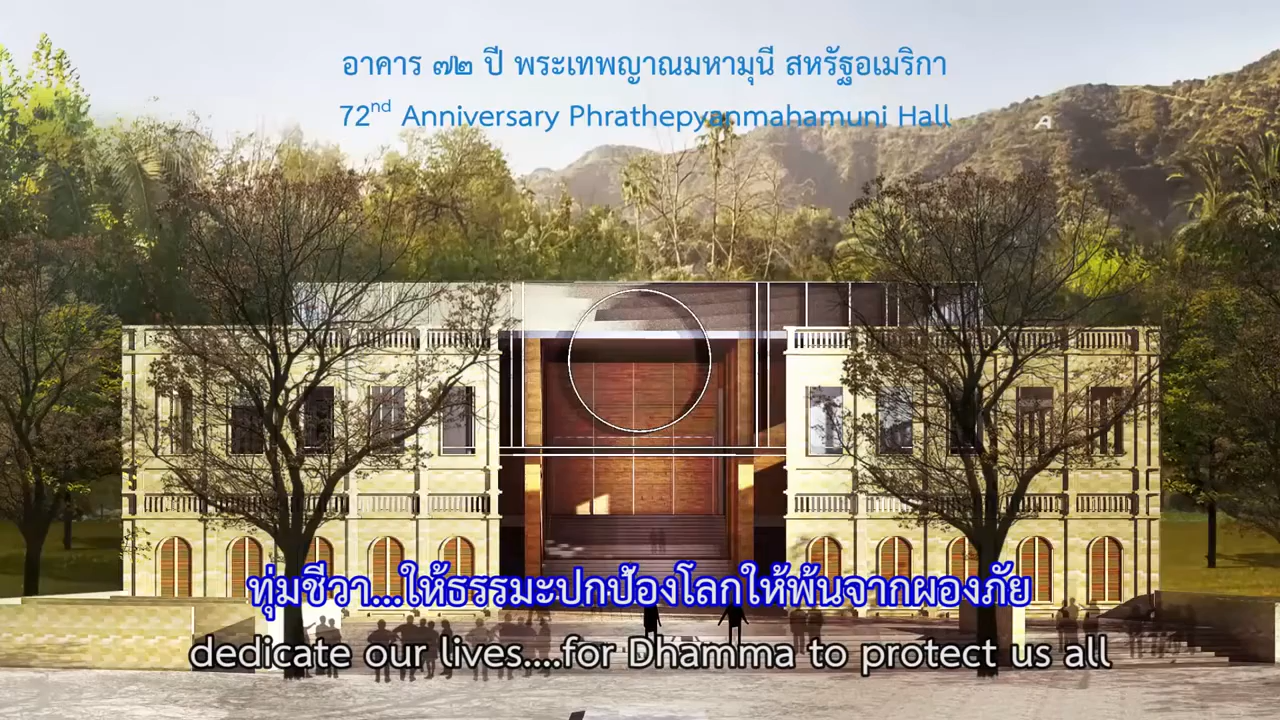 อาคาร ๗๒ ปี พระเทพญาณมหามุนี สหรัฐอเมริกา
72nd Anniversary Phrathepyanmahamuni Hall
ทุ่มชีวา...ให้ธรรมะปกป้องโลกให้พ้นจากผองภัย
dedicate our lives....for Dhamma to protect us all